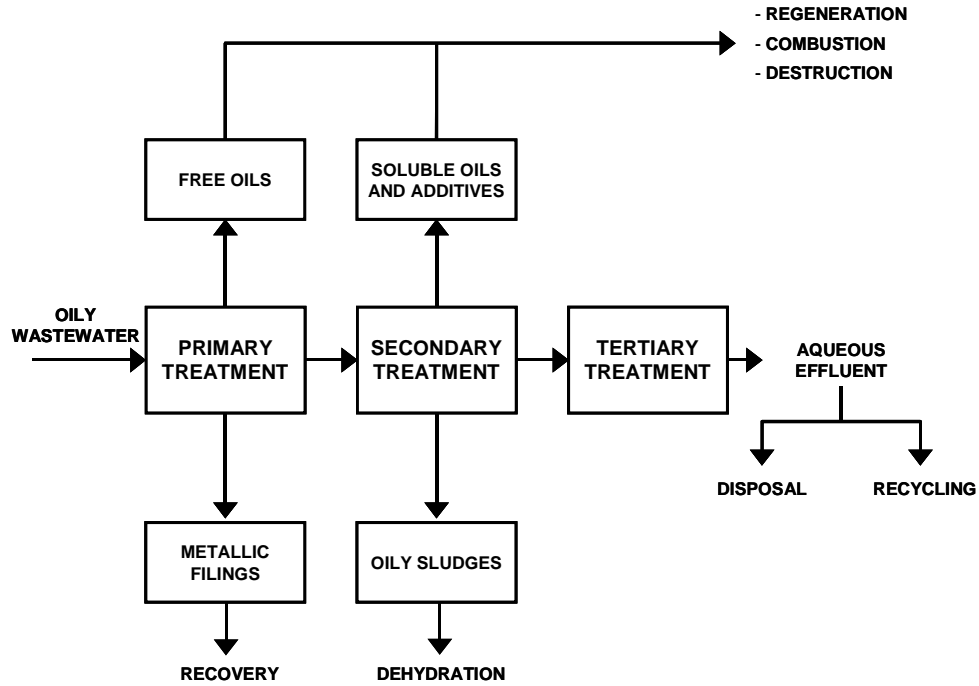 - REGENERATION
- COMBUSTION
- DESTRUCTION
FREE OILS
SOLUBLE OILS
AND ADDITIVES
OILY
WASTEWATER
PRIMARY
TREATMENT
SECONDARY
TREATMENT
TERTIARY
TREATMENT
AQUEOUS
EFFLUENT
DISPOSAL
RECYCLING
METALLIC
FILINGS
OILY SLUDGES
RECOVERY
DEHYDRATION